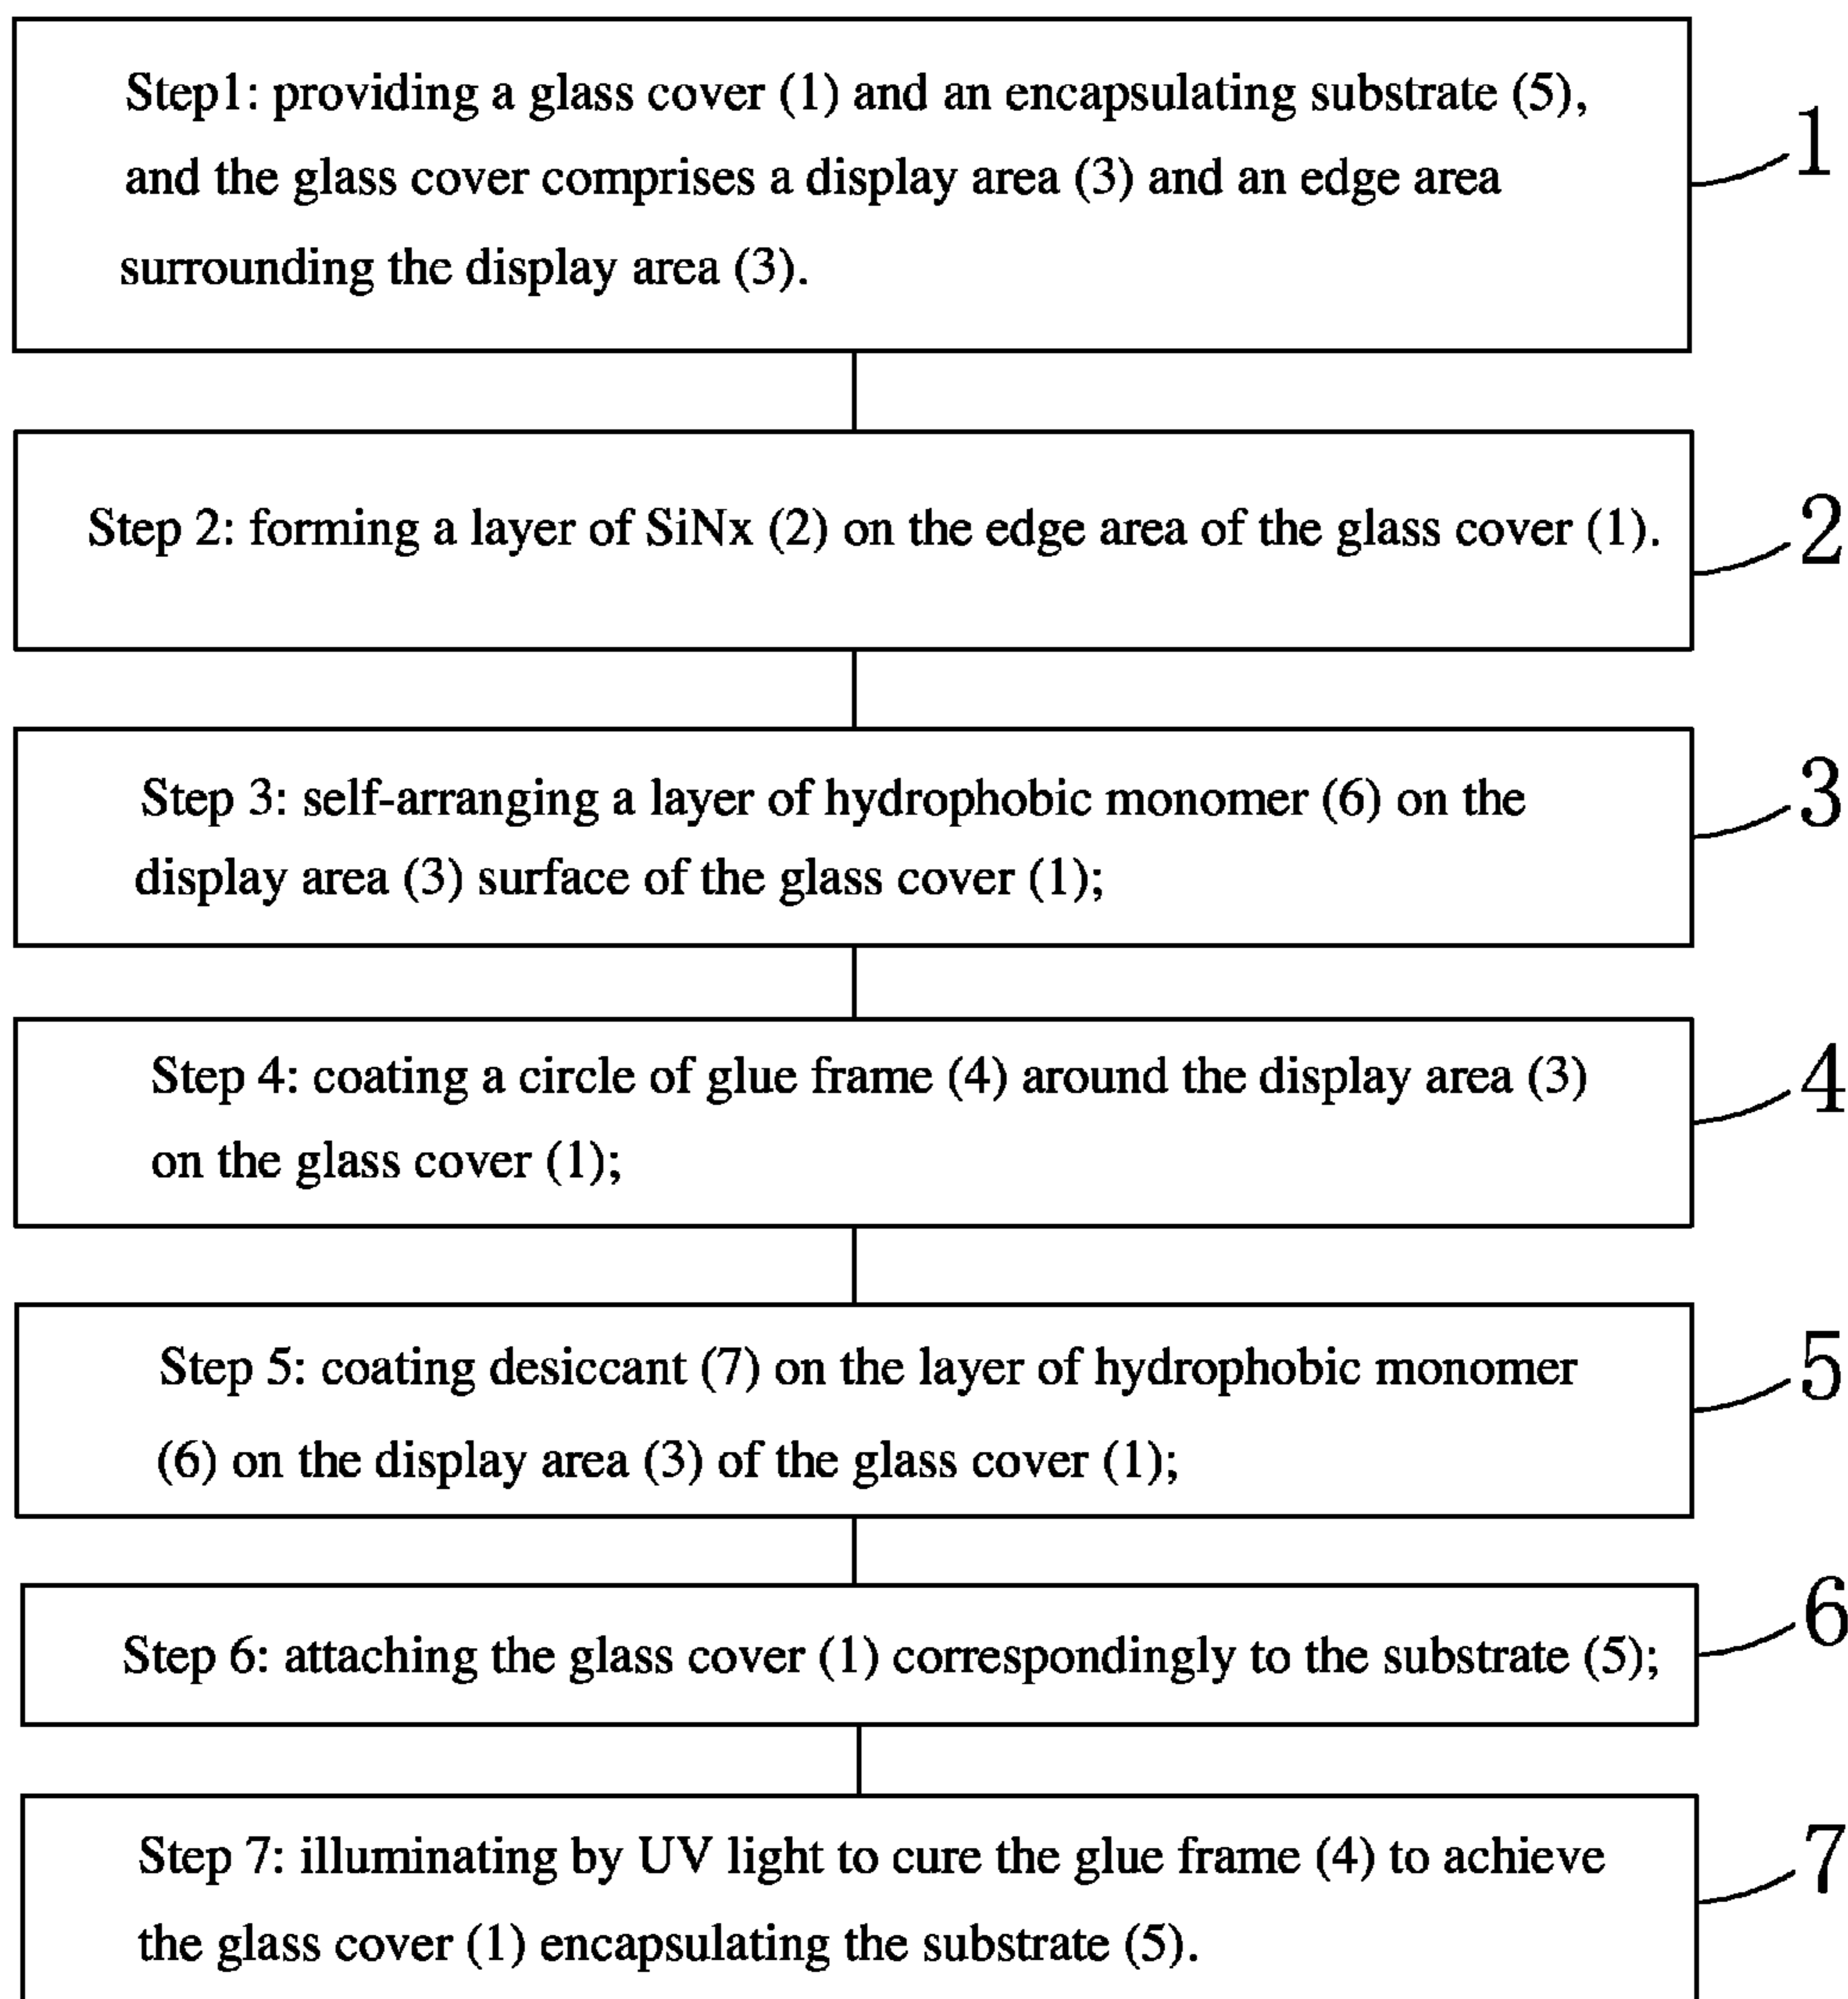 Step1: providing a glass cover (1) and an encapsulating substrate (5),
and the glass cover comprises a display area (3) and an edge area
surrounding the display area (3).
1
Step 2: forming a layer of SiNx (2) on the edge area of the glass cover (1).
2
Step 3: self-arranging a layer of hydrophobic monomer (6) on the
display area (3) surface of the glass cover (1);
3
Step 4: coating a circle of glue frame (4) around the display area (3)
on the glass cover (1);
4
Step 5: coating desiccant (7) on the layer of hydrophobic monomer
(6) on the display area (3) of the glass cover (1);
5
Step 6: attaching the glass cover (1) correspondingly to the substrate (5);
6
Step 7: illuminating by UV light to cure the glue frame (4) to achieve
the glass cover (1) encapsulating the substrate (5).
7